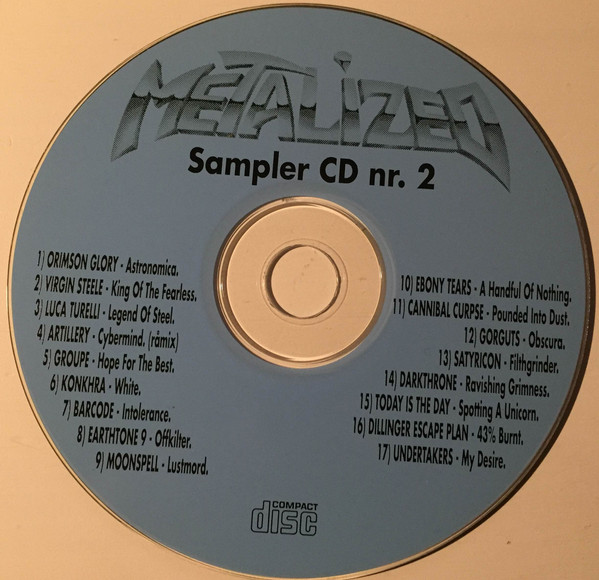 METALIZED
Sampler CD nr. 2
1) ORIMSON GLORY - Astronomica.
2) VIRGIN STEELE - King Of The Fearless.
3) LUCA TURELLI - Legend Of Steel.
4) ARTILLERY - Cybermind. (råmix)
5) GROUPE - Hope For The Best.
6) KONKHRA - White.
7) BARCODE - Intolerance.
8) EARTHTONE 9 - Offkilter.
9) MOONSPELL - Lustmord.
10) EBONY TEARS - A Handful Of Nothing.
11) CANNIBAL CURPSE - Pounded Into Dust.
12) GORGUTS - Obscura.
13) SATYRICON - Filthgrinder.
14) DARKTHRONE - Ravishing Grimness.
15) TODAY IS THE DAY - Spotting A Unicorn.
16) DILLINGER ESCAPE PLAN - 43% Burnt.
17) UNDERTAKERS - My Desire.
COMPACT
disc